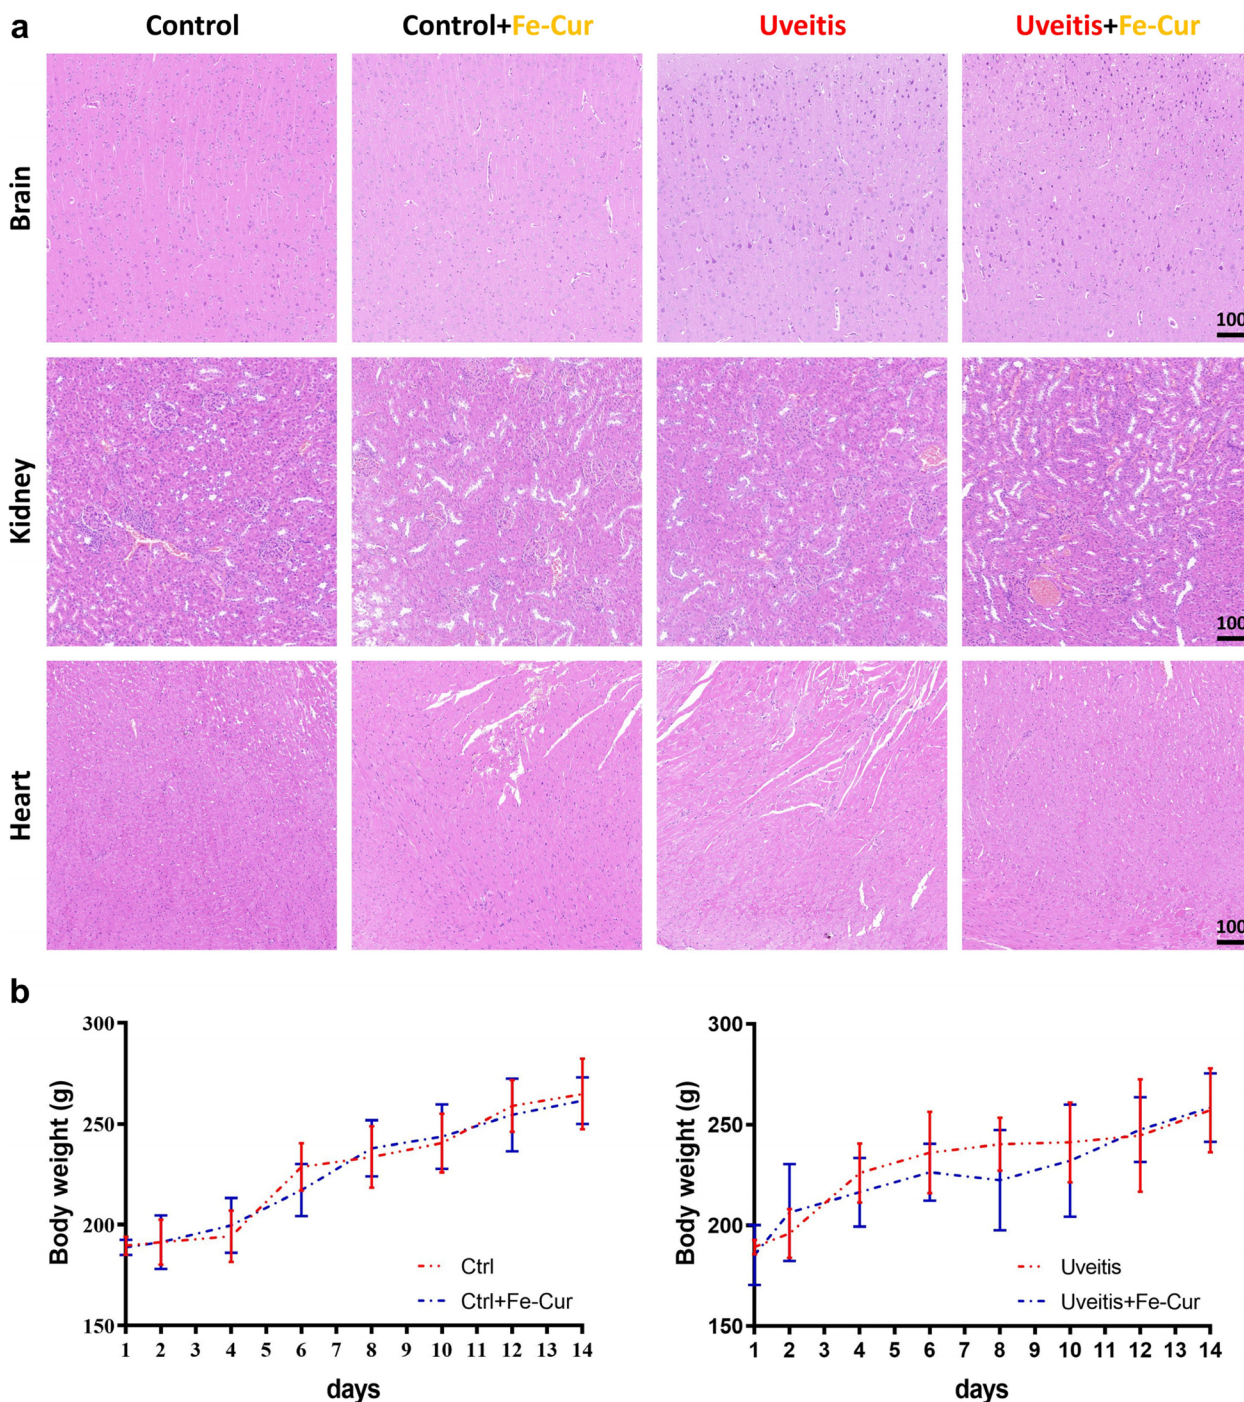 a
Control
Control+Fe-Cur
Uveitis
Uveitis+Fe-Cur
Brain
100
Kidney
100
Heart
100
b
Body weight (g)
300
250
200
150
Ctrl
Ctrl+Fe-Cur
1 2 3 4 5 6 7 8 9 10 11 12 13 14
days
Body weight (g)
300
250
200
150
Uveitis
Uveitis+Fe-Cur
1 2 3 4 5 6 7 8 9 10 11 12 13 14
days